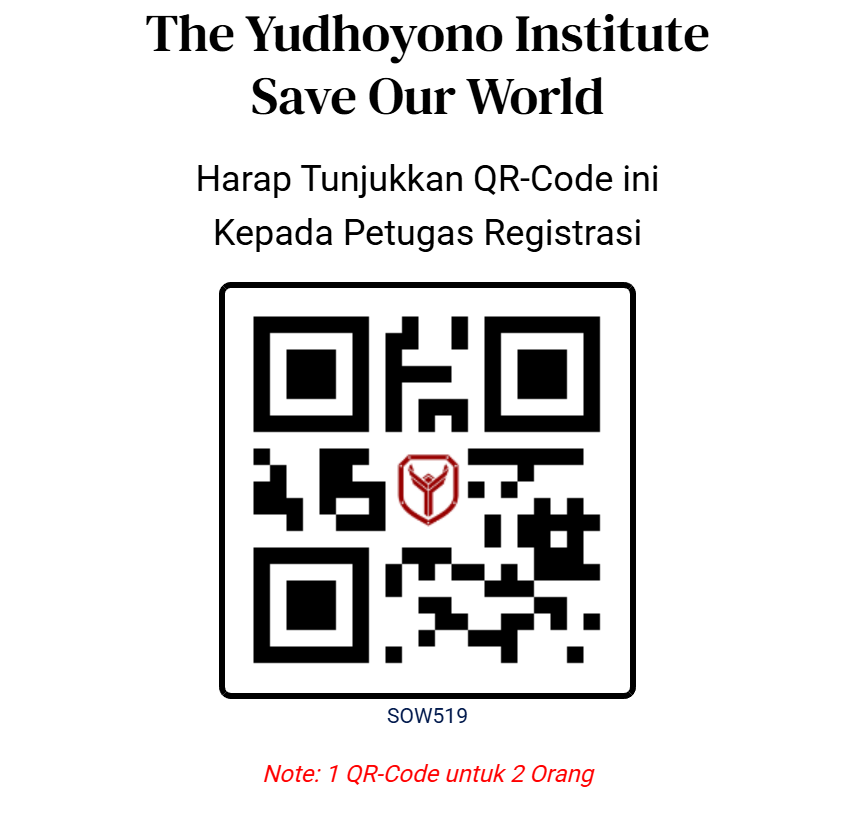 The Yudhoyono Institute
Save Our World
Harap Tunjukkan QR-Code ini
Kepada Petugas Registrasi
SOW519
Note: 1 QR-Code untuk 2 Orang